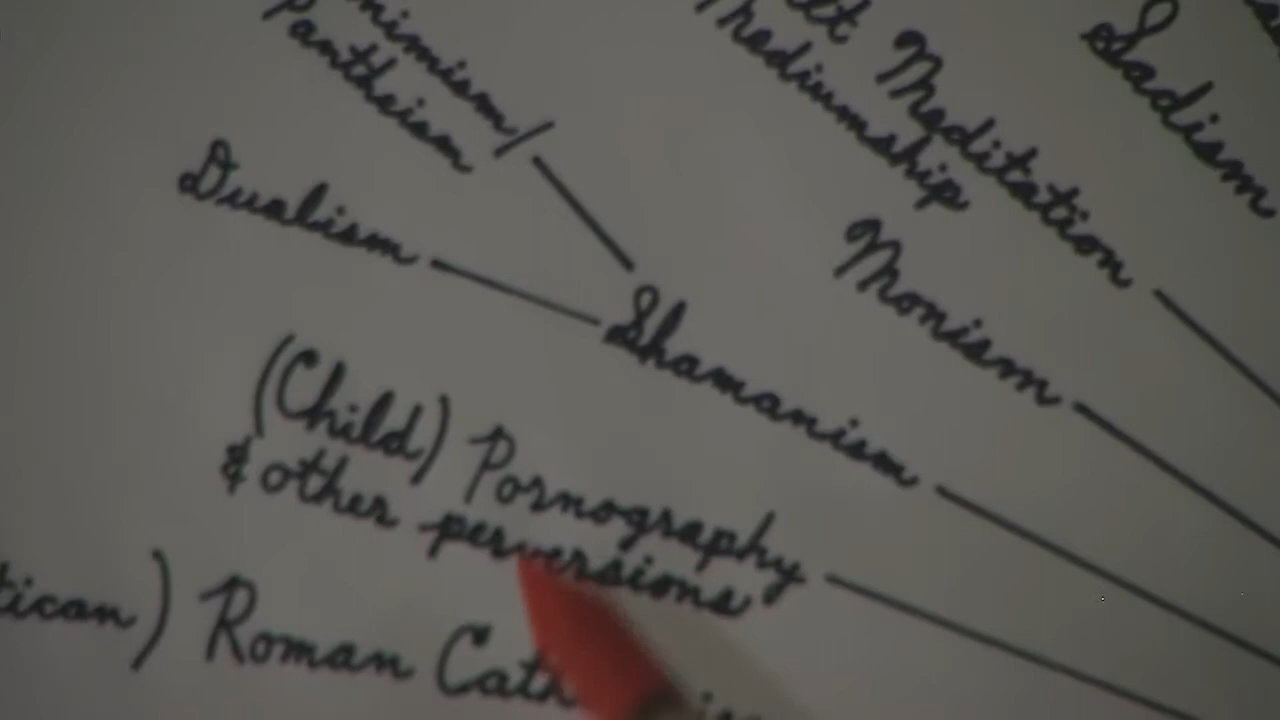 Pantheism
Mediumship
Meditation
Sadism
Dualism
Monism
Shamanism
(Child) Pornography
& other perversions
Roman